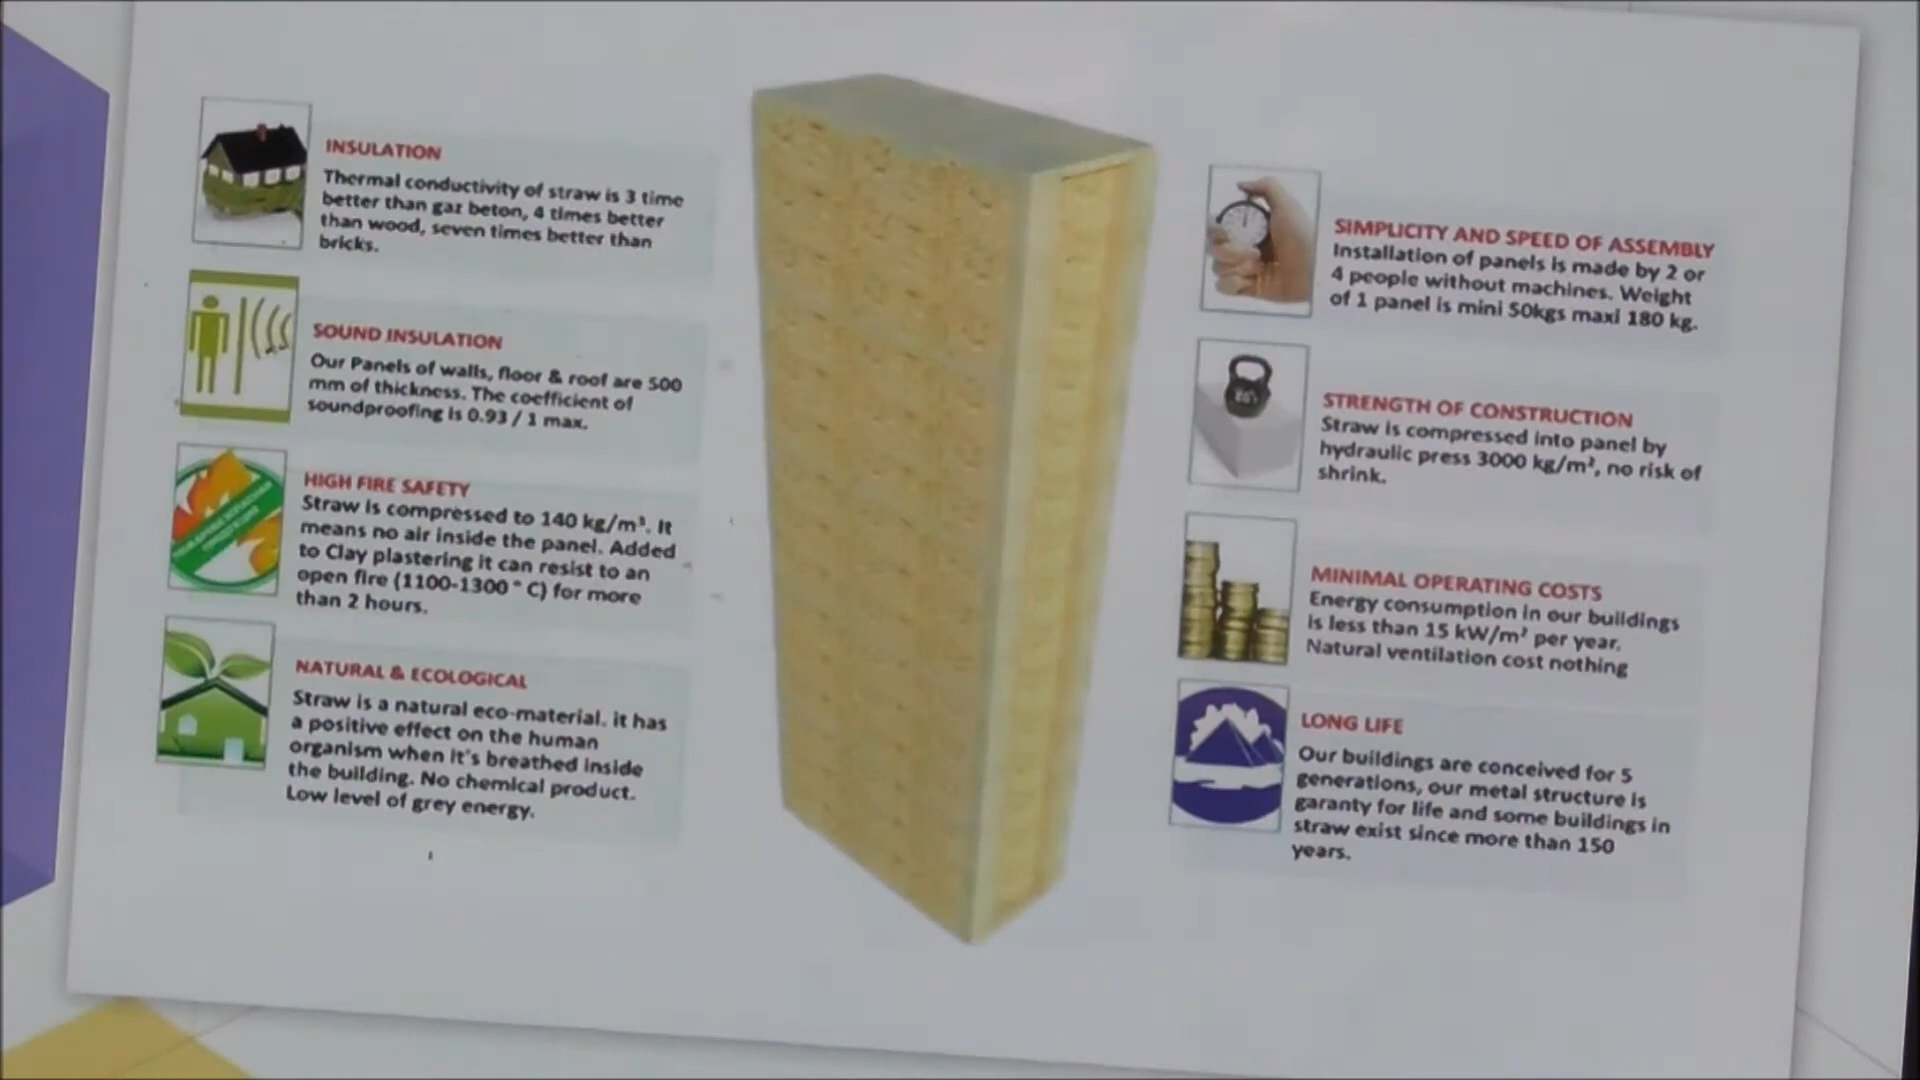 INSULATION
Thermal conductivity of straw is 3 time
better than gaz beton, 4 times better
than wood, seven times better than
bricks.
SOUND INSULATION
Our Panels of walls, floor & roof are 500
mm of thickness. The coefficient of
soundproofing is 0.93 / 1 max.
HIGH FIRE SAFETY
Straw is compressed to 140 kg/m³. It
means no air inside the panel. Added
to Clay plastering it can resist to an
open fire (1100-1300 ° C) for more
than 2 hours.
NATURAL & ECOLOGICAL
Straw is a natural eco-material. it has
a positive effect on the human
organism when it's breathed inside
the building. No chemical product.
Low level of grey energy.
SIMPLICITY AND SPEED OF ASSEMBLY
Installation of panels is made by 2 or
4 people without machines. Weight
of 1 panel is mini 50kgs maxi 180 kg.
STRENGTH OF CONSTRUCTION
Straw is compressed into panel by
hydraulic press 3000 kg/m², no risk of
shrink.
MINIMAL OPERATING COSTS
Energy consumption in our buildings
is less than 15 kW/m² per year.
Natural ventilation cost nothing
LONG LIFE
Our buildings are conceived for 5
generations, our metal structure is
garanty for life and some buildings in
straw exist since more than 150
years.